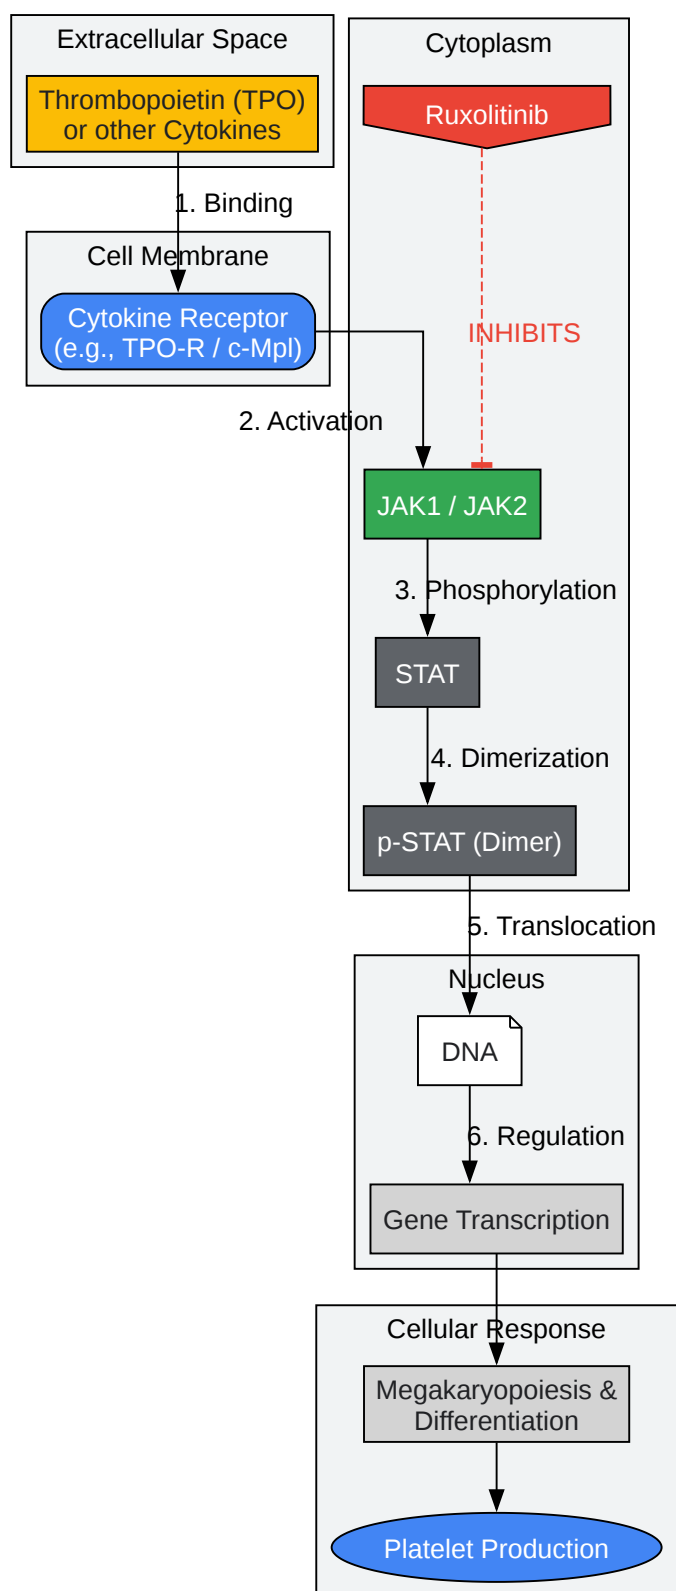 Extracellular Space
Thrombopoietin (TPO)
or other Cytokines
1. Binding
Cell Membrane
Cytokine Receptor
(e.g., TPO-R / c-Mpl)
2. Activation
Cytoplasm
Ruxolitinib
INHIBITS
JAK1 / JAK2
3. Phosphorylation
STAT
4. Dimerization
p-STAT (Dimer)
5. Translocation
Nucleus
DNA
6. Regulation
Gene Transcription
Cellular Response
Megakaryopoiesis &
Differentiation
Platelet Production